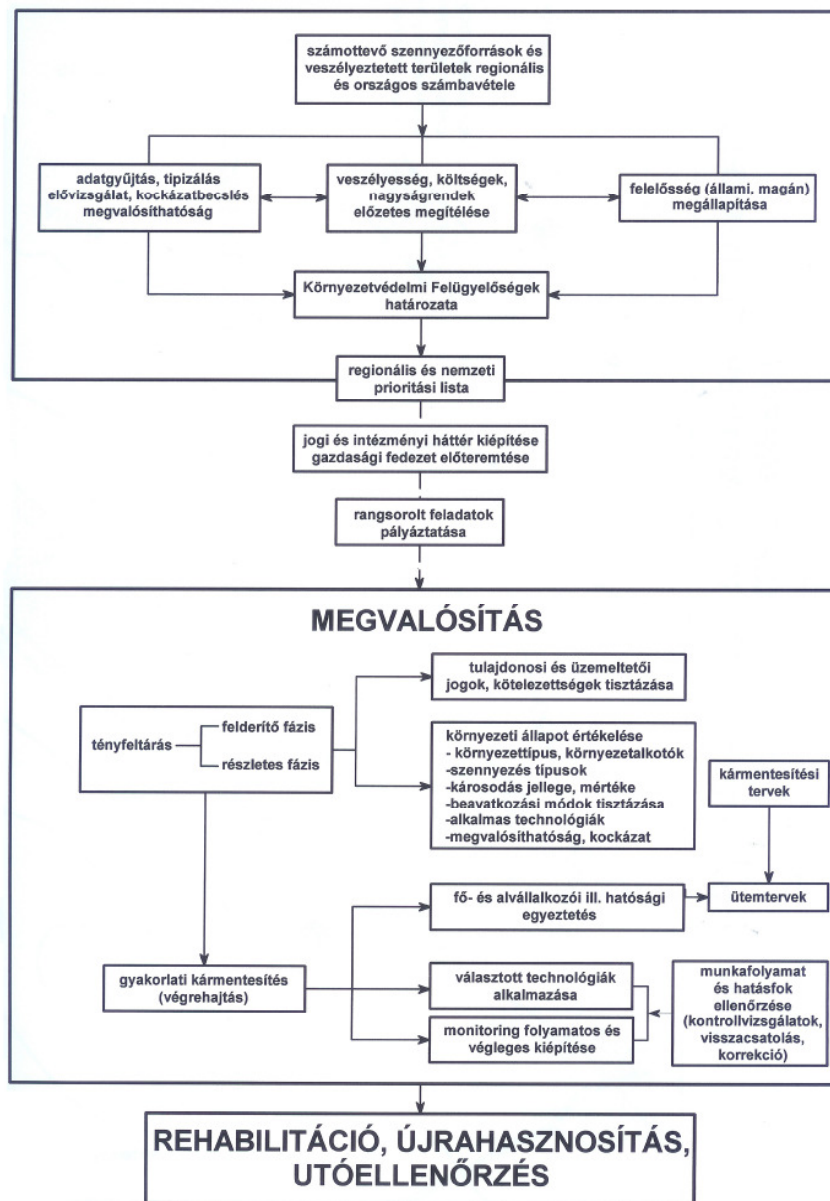 számottevő szennyezőforrások és
veszélyeztetett területek regionális
és országos számbavétele
adatgyűjtás, tipizálás
elővizsgálat, kockázatbecslés
megvalósíthatóság
veszélyesség, költségek,
nagyságrendek
előzetes megítélése
felelősség (állami. magán)
megállapítása
Környezetvédelmi Felügyelőségek
határozata
regionális és nemzeti
prioritási lista
jogi és intézményi háttér kiépítése
gazdasági fedezet előteremtése
rangsorolt feladatok
pályáztatása
MEGVALÓSÍTÁS
tulajdonosi és üzemeltetői
jogok, kötelezettségek tisztázása
tényfeltárás
felderítő fázis
részletes fázis
környezeti állapot értékelése
- környezettípus, környezetalkotók
-szennyezés típusok
-károsodás jellege, mértéke
-beavatkozási módok tisztázása
-alkalmas technológiák
-megvalósíthatóság, kockázat
kármentesítési
tervek
fő- és alvállalkozói ill. hatósági
egyeztetés
ütemtervek
gyakorlati kármentesítés
(végrehajtás)
választott technológiák
alkalmazása
monitoring folyamatos és
végleges kiépítése
munkafolyamat
és hatásfok
ellenőrzése
(kontrollvizsgálatok,
visszacsatolás,
korrekció)
REHABILITÁCIÓ, ÚJRAHASZNOSÍTÁS,
UTÓELLENŐRZÉS